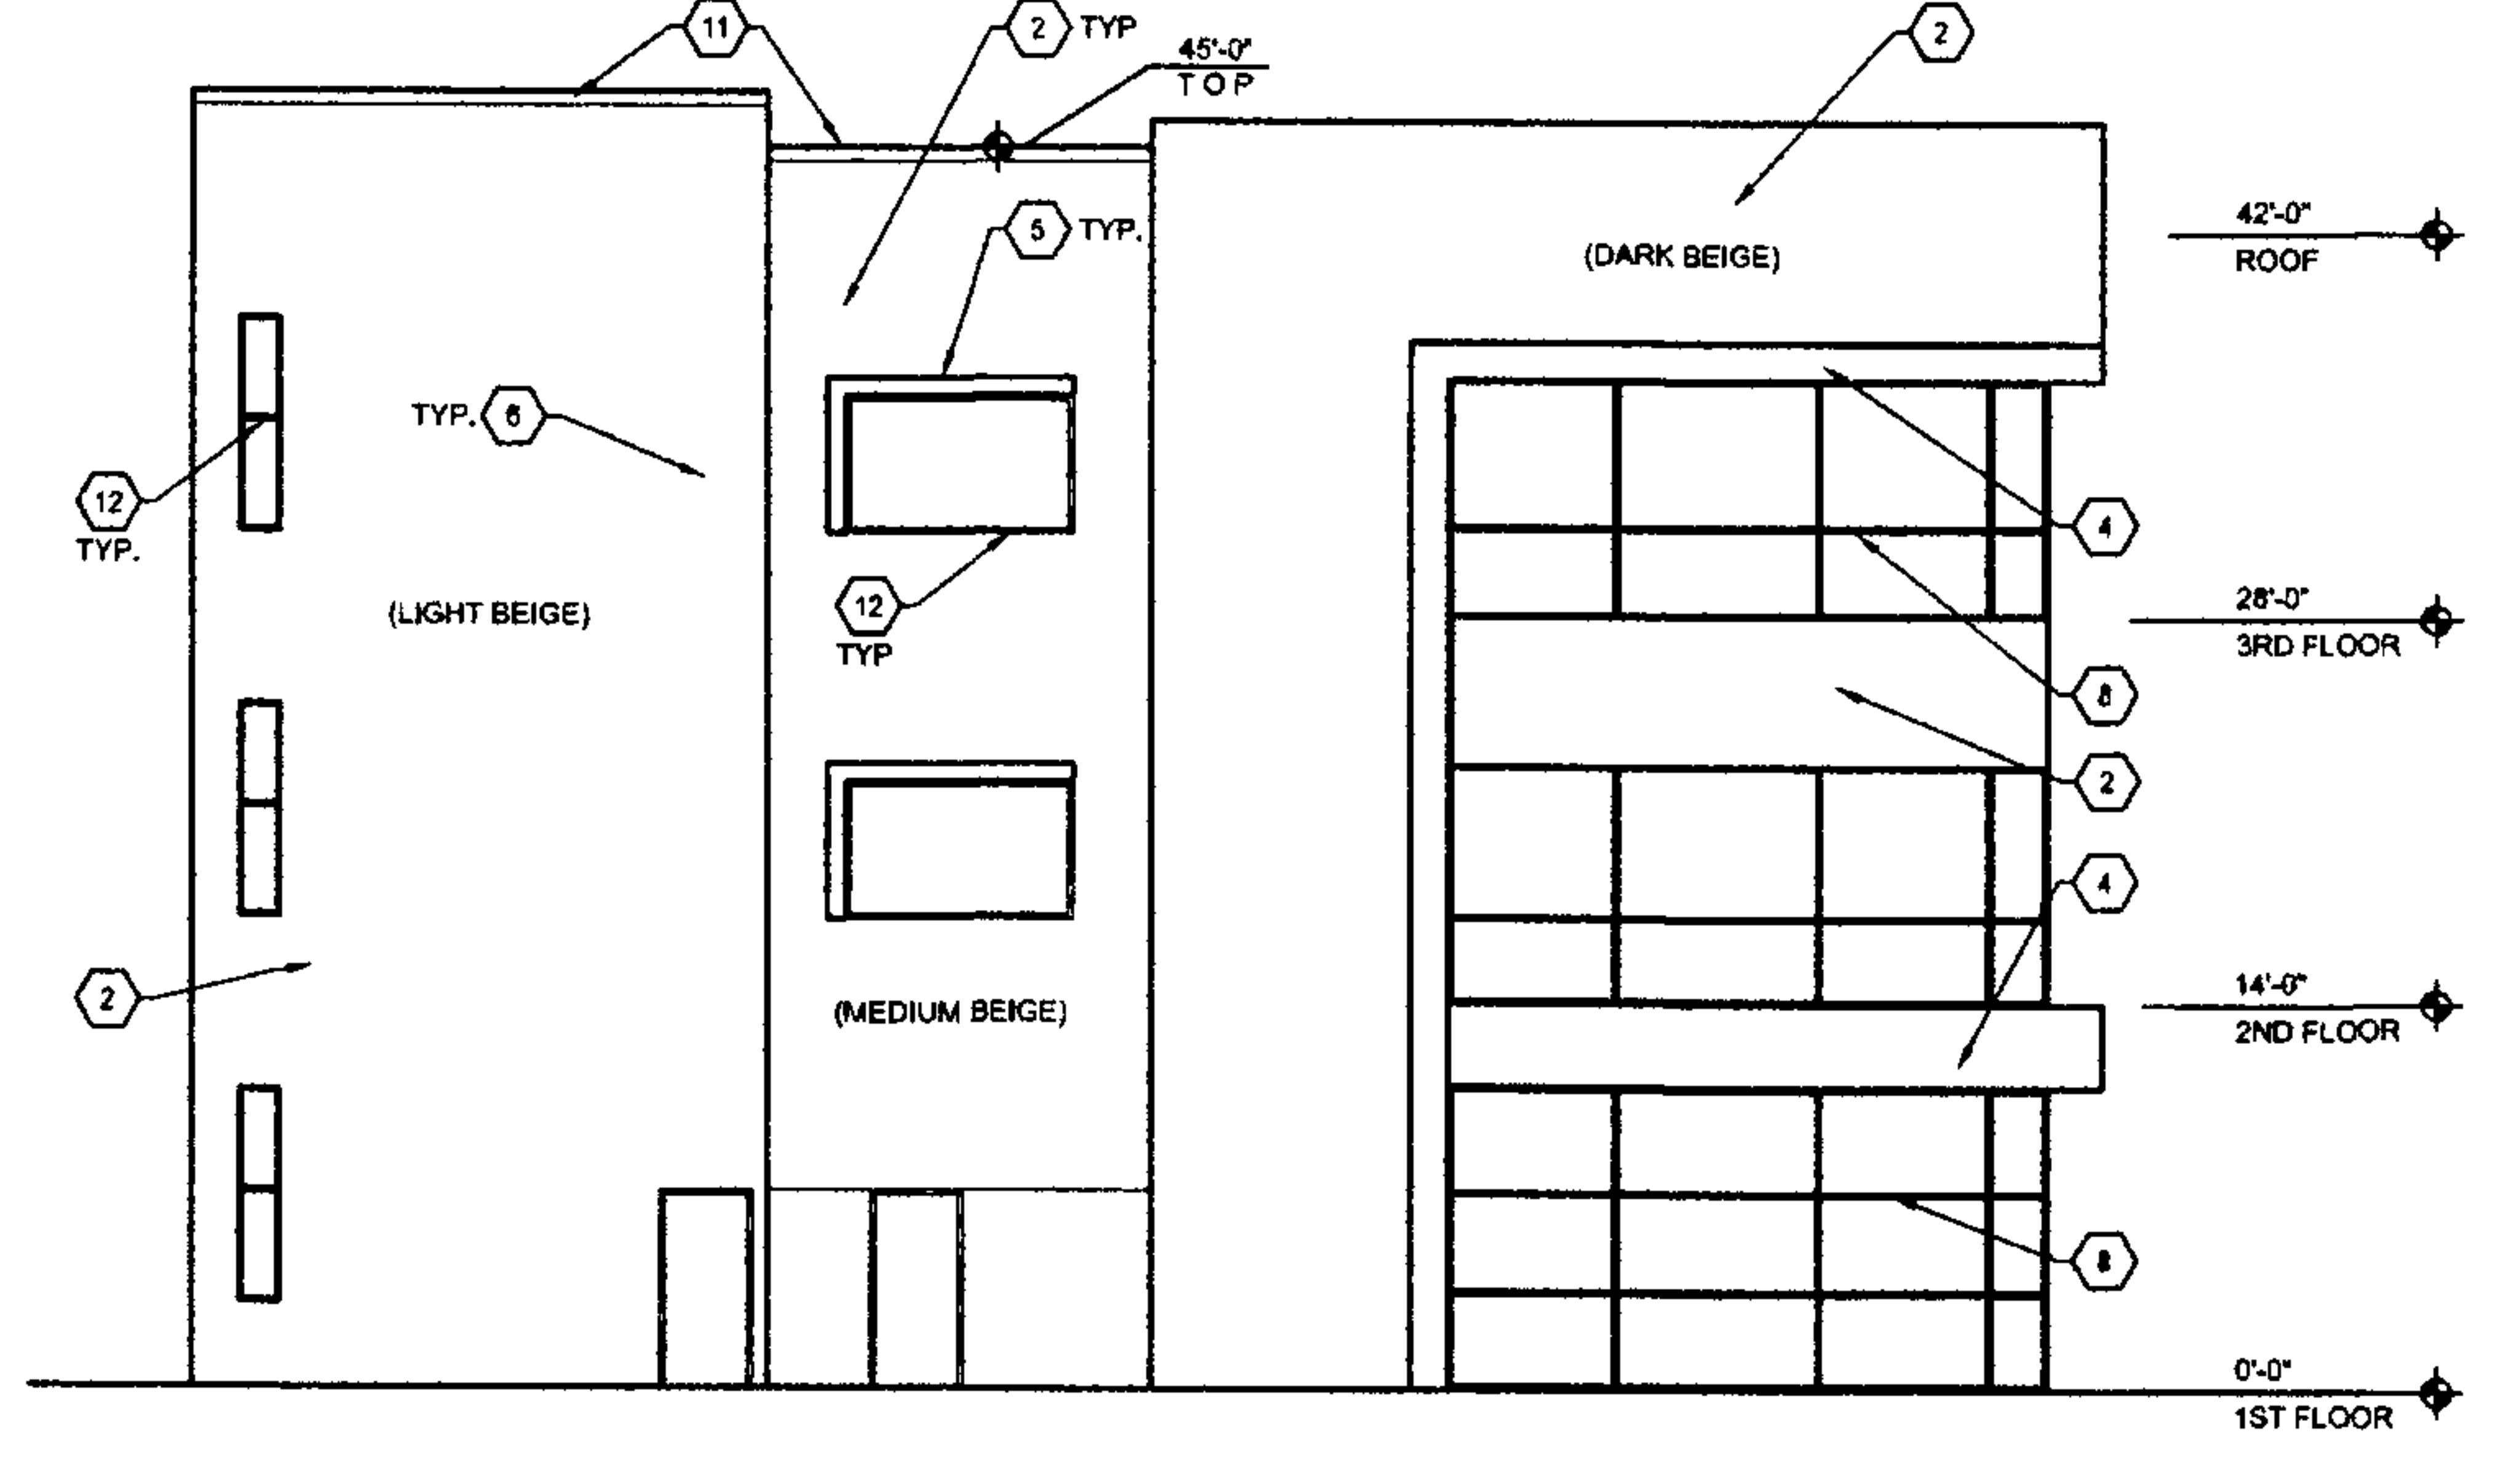 11
2 TYP
2
45'-0"
TOP
5 TYP.
42'-0"
ROOF
(DARK BEIGE)
TYP. 6
12
TYP.
4
(LIGHT BEIGE)
12
TYP
28'-0"
3RD FLOOR
8
2
4
2
(MEDIUM BEIGE)
14'-0"
2ND FLOOR
8
0'-0"
1ST FLOOR